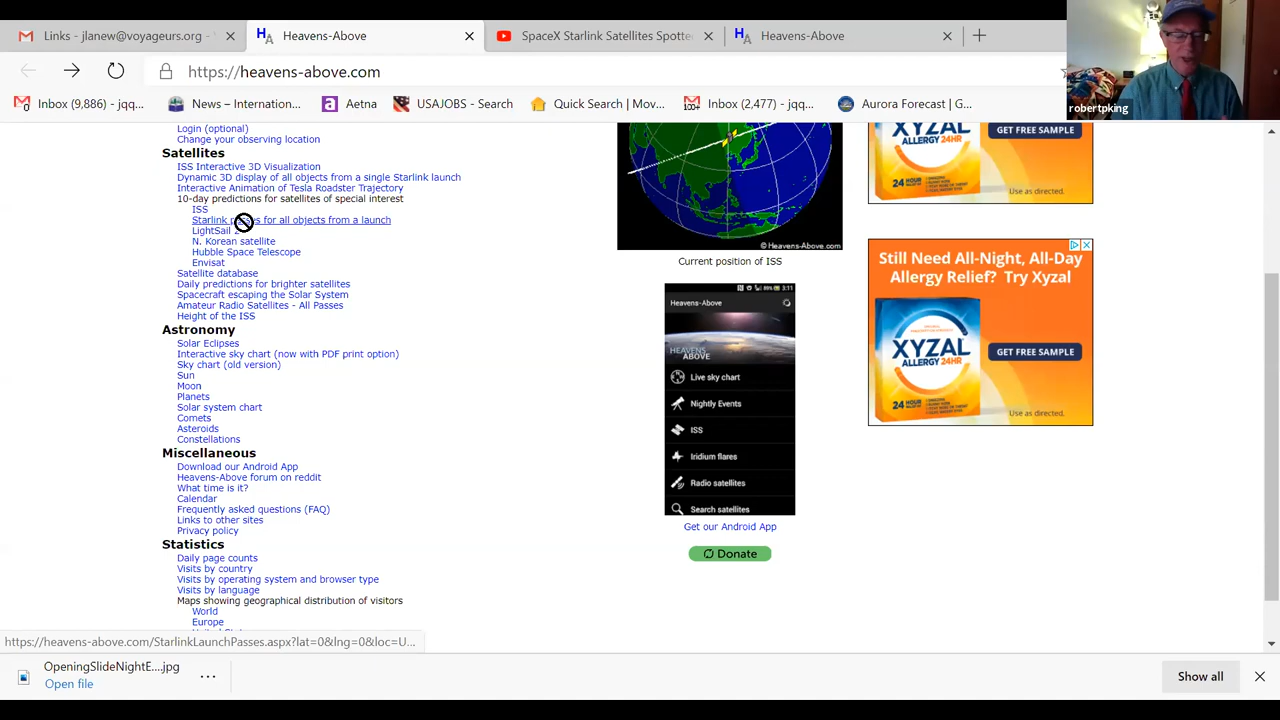 Links - jlanew@voyageurs.org -
Heavens-Above
SpaceX Starlink Satellites Spotte
Heavens-Above
https://heavens-above.com
Inbox (9,886) - jqq...
News – Internation...
Aetna
USAJOBS - Search
Quick Search | Mov...
100+
Inbox (2,477) - jqq...
Aurora Forecast | G...
robertpking
Login (optional)
Change your observing location
Satellites
ISS Interactive 3D Visualization
Dynamic 3D display of all objects from a single Starlink launch
Interactive Animation of Tesla Roadster Trajectory
10-day predictions for satellites of special interest
ISS
Starlink passes for all objects from a launch
LightSail 2
N. Korean satellite
Hubble Space Telescope
Envisat
Satellite database
Daily predictions for brighter satellites
Spacecraft escaping the Solar System
Amateur Radio Satellites - All Passes
Height of the ISS
Astronomy
Solar Eclipses
Interactive sky chart (now with PDF print option)
Sky chart (old version)
Sun
Moon
Planets
Solar system chart
Comets
Asteroids
Constellations
Miscellaneous
Download our Android App
Heavens-Above forum on reddit
What time is it?
Calendar
Frequently asked questions (FAQ)
Links to other sites
Privacy policy
Statistics
Daily page counts
Visits by country
Visits by operating system and browser type
Visits by language
Maps showing geographical distribution of visitors
World
Europe
© Heavens-Above.com
Current position of ISS
89% 3:11
Heavens-Above
HEAVENS
ABOVE
Live sky chart
Nightly Events
ISS
Iridium flares
Radio satellites
Search satellites
Get our Android App
Donate
XYZAL
ALLERGY 24HR
GET FREE SAMPLE
Use as directed.
Still Need All-Night, All-Day
Allergy Relief? Try Xyzal
XYZAL
ALLERGY 24HR
24 HOUR
GET FREE SAMPLE
Use as directed.
https://heavens-above.com/StarlinkLaunchPasses.aspx?lat=0&lng=0&loc=U...
OpeningSlideNightE....jpg
Open file
Show all